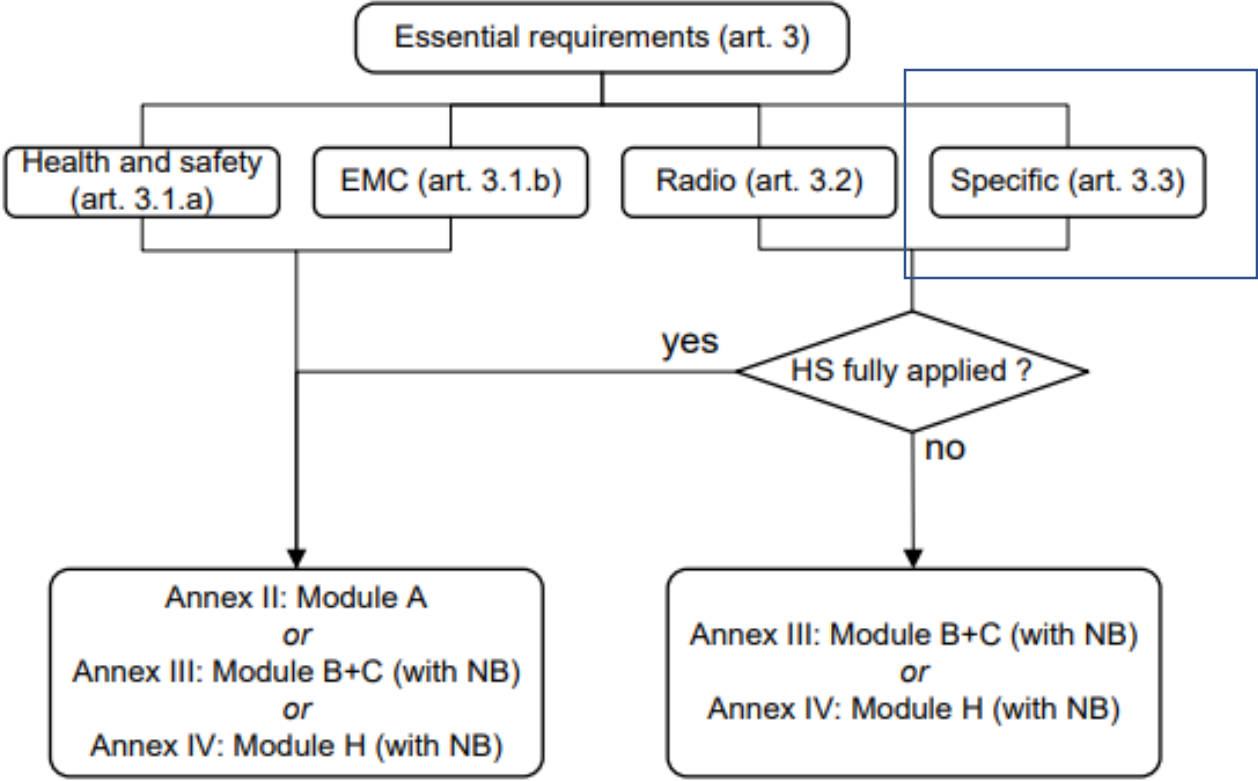 Essential requirements (art. 3)
Health and safety
(art. 3.1.a)
EMC (art. 3.1.b)
Radio (art. 3.2)
Specific (art. 3.3)
yes
HS fully applied ?
no
Annex II: Module A
or
Annex III: Module B+C (with NB)
or
Annex IV: Module H (with NB)
Annex III: Module B+C (with NB)
or
Annex IV: Module H (with NB)